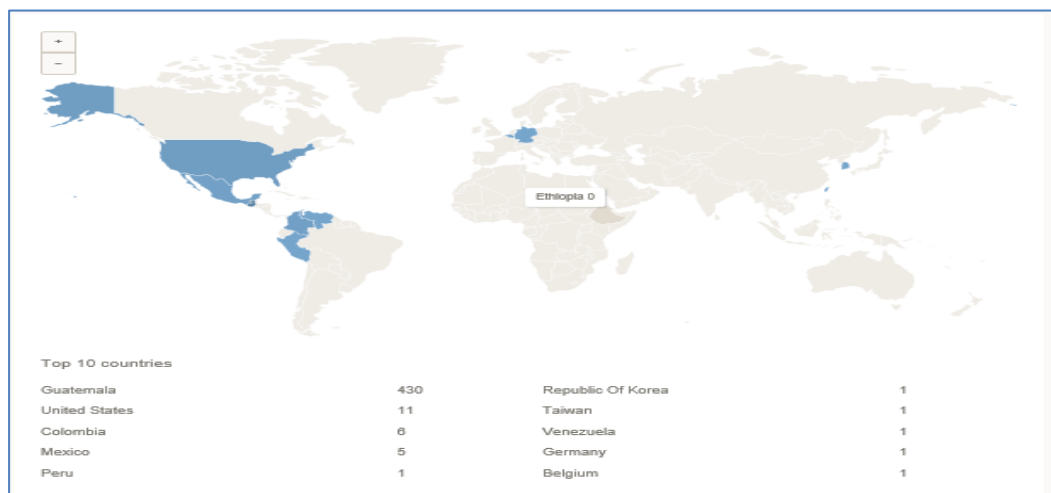 +
−
Ethiopia 0
Top 10 countries
Guatemala 430 Republic Of Korea 1
United States 11 Taiwan 1
Colombia 6 Venezuela 1
Mexico 5 Germany 1
Peru 1 Belgium 1